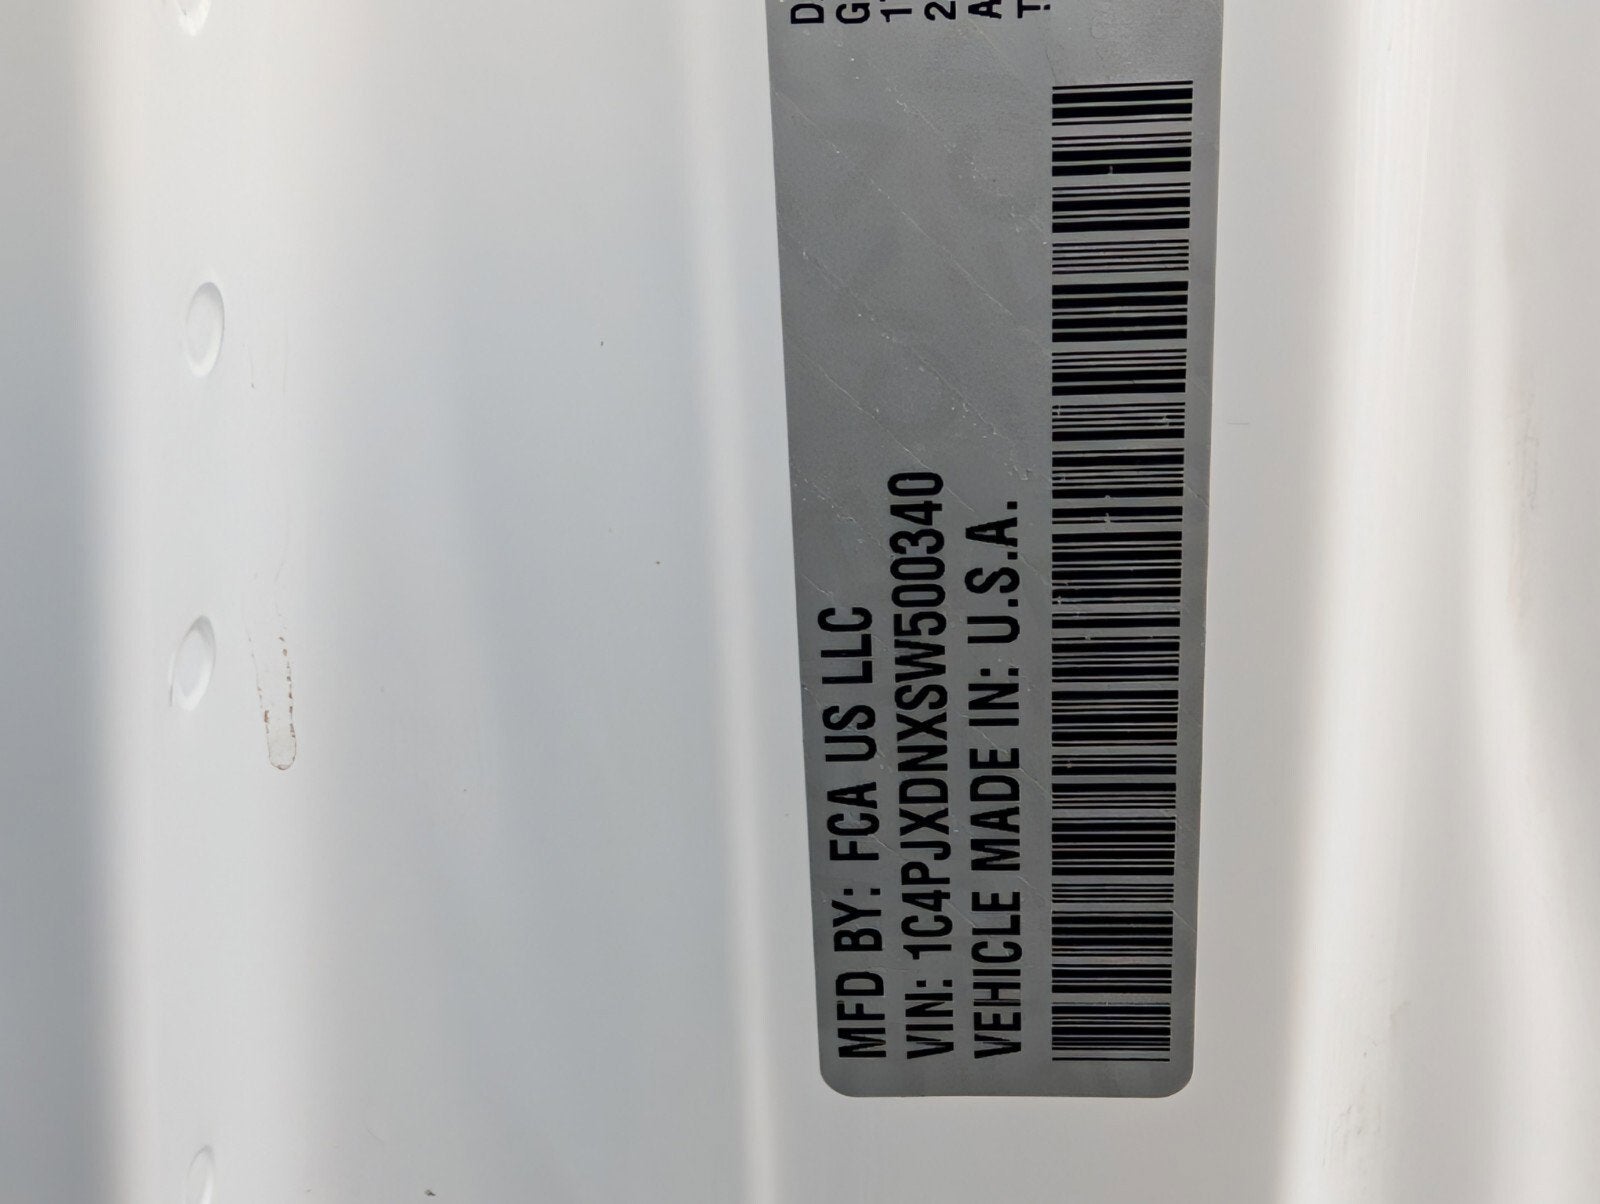 MFD BY: FCA US LLC
VIN: 1C4PJXDNXSW500340
VEHICLE MADE IN: U.S.A.